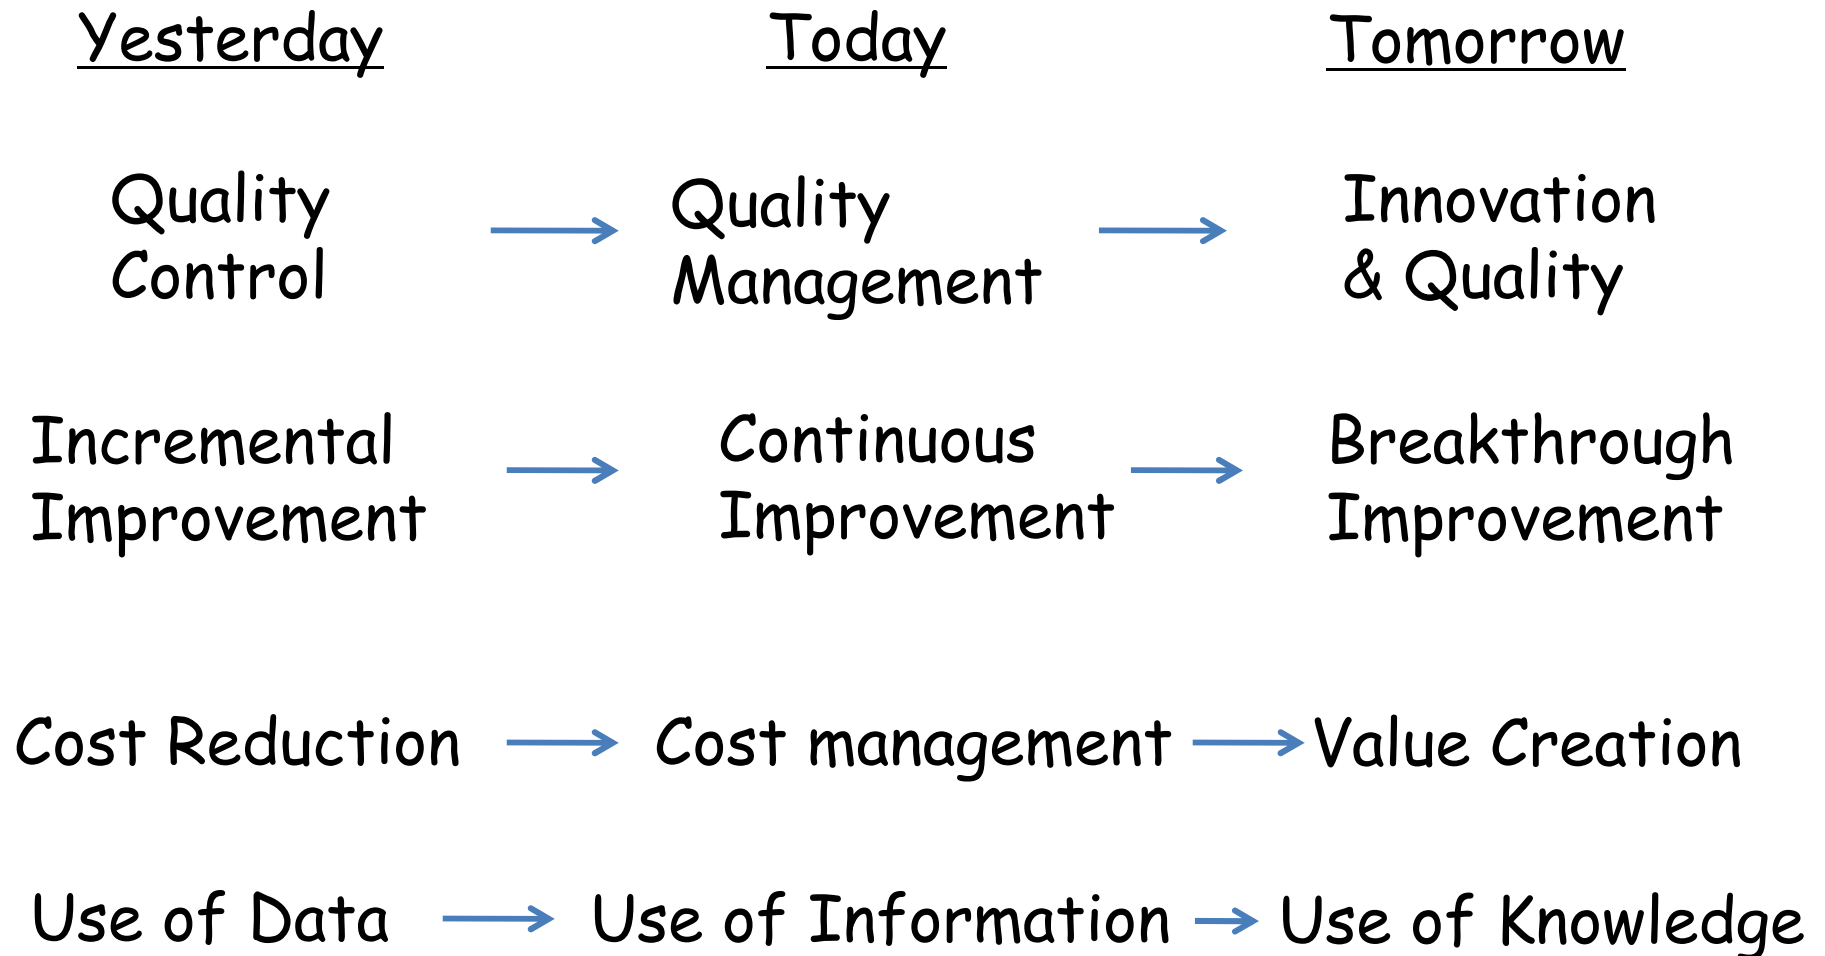 Yesterday Today Tomorrow
Quality Quality Innovation
Control Management & Quality
Incremental Continuous Breakthrough
Improvement Improvement Improvement
Cost Reduction Cost management Value Creation
Use of Data Use of Information Use of Knowledge